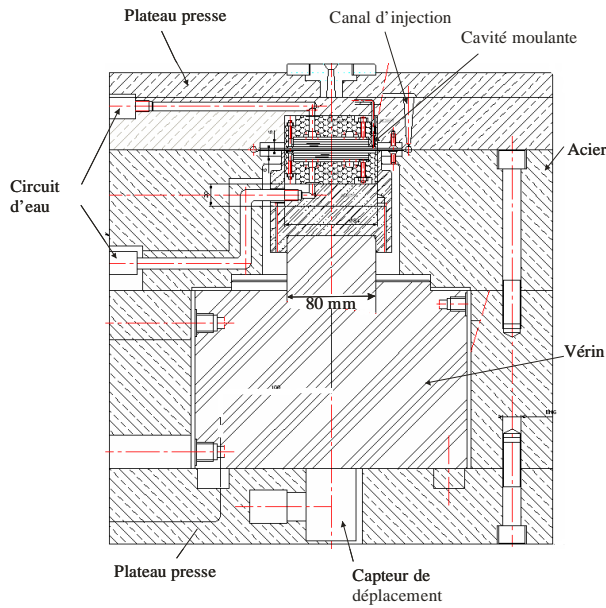 Plateau presse
Canal d'injection
Cavité moulante
Acier
Circuit
d'eau
80 mm
Vérin
Plateau presse
Capteur de
déplacement